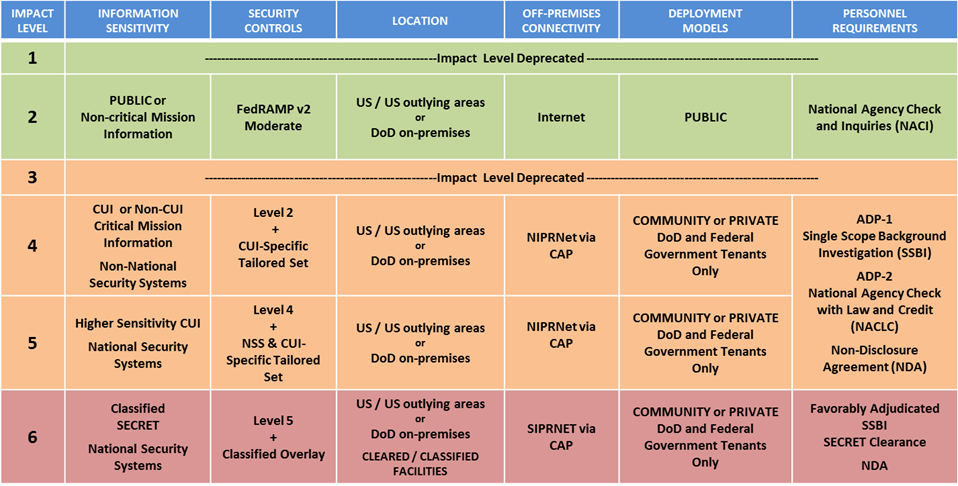 IMPACT
LEVEL
INFORMATION
SENSITIVITY
SECURITY
CONTROLS
LOCATION
OFF-PREMISES
CONNECTIVITY
DEPLOYMENT
MODELS
PERSONNEL
REQUIREMENTS
1
--------------------------------------------------Impact Level Deprecated --------------------------------------------------
2
PUBLIC or
Non-critical Mission
Information
FedRAMP v2
Moderate
US / US outlying areas
or
DoD on-premises
Internet
PUBLIC
National Agency Check
and Inquiries (NACI)
3
--------------------------------------------------Impact Level Deprecated --------------------------------------------------
4
CUI or Non-CUI
Critical Mission
Information
Non-National
Security Systems
Level 2
+
CUI-Specific
Tailored Set
US / US outlying areas
or
DoD on-premises
NIPRNet via
CAP
COMMUNITY or PRIVATE
DoD and Federal
Government Tenants
Only
ADP-1
Single Scope Background
Investigation (SSBI)
ADP-2
National Agency Check
with Law and Credit
(NACLC)
Non-Disclosure
Agreement (NDA)
5
Higher Sensitivity CUI
National Security
Systems
Level 4
+
NSS & CUI-
Specific Tailored
Set
US / US outlying areas
or
DoD on-premises
NIPRNet via
CAP
COMMUNITY or PRIVATE
DoD and Federal
Government Tenants
Only
6
Classified
SECRET
National Security
Systems
Level 5
+
Classified Overlay
US / US outlying areas
or
DoD on-premises
CLEARED / CLASSIFIED
FACILITIES
SIPRNET via
CAP
COMMUNITY or PRIVATE
DoD and Federal
Government Tenants
Only
Favorably Adjudicated
SSBI
SECRET Clearance
NDA